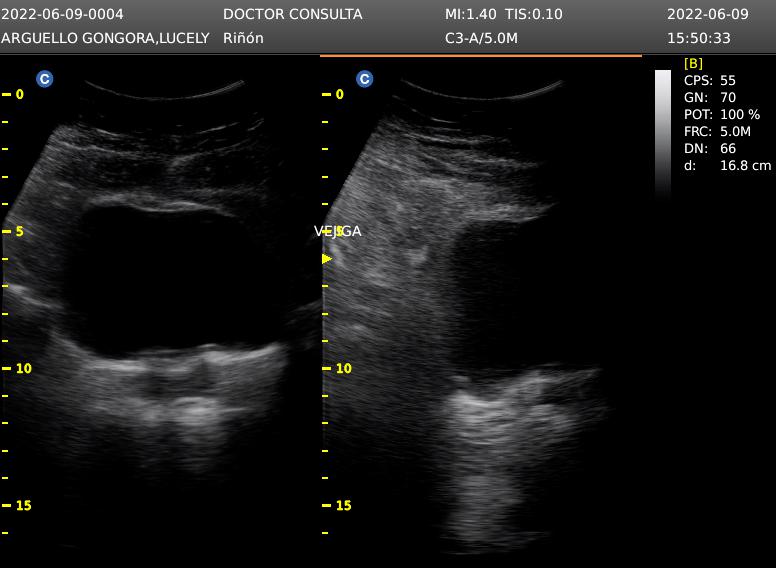 2022-06-09-0004 DOCTOR CONSULTA MI:1.40 TIS:0.10 2022-06-09
ARGUELLO GONGORA,LUCELY Riñón C3-A/5.0M 15:50:33
[B]
CPS: 55
GN: 70
POT: 100 %
FRC: 5.0M
DN: 66
d: 16.8 cm
C
0
5
10
15
C
0
VEJIGA
5
10
15